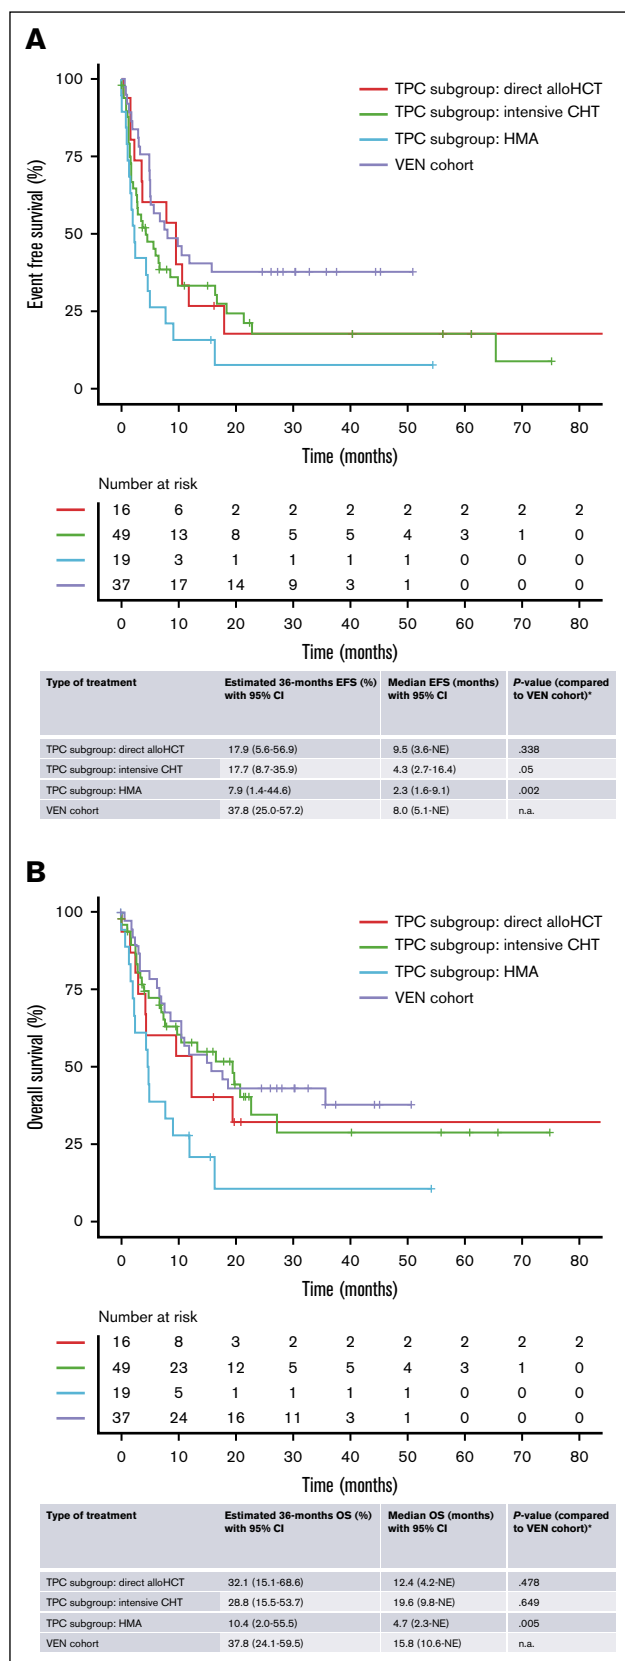 A
100
75
50
25
0
Event free survival (%)
TPC subgroup: direct alloHCT
TPC subgroup: intensive CHT
TPC subgroup: HMA
VEN cohort
0 10 20 30 40 50 60 70 80
Time (months)
Number at risk
16 6 2 2 2 2 2 2 2
49 13 8 5 5 4 3 1 0
19 3 1 1 1 1 0 0 0
37 17 14 9 3 1 0 0 0
0 10 20 30 40 50 60 70 80
Time (months)
Type of treatment Estimated 36-months EFS (%) Median EFS (months) P-value (compared
with 95% CI with 95% CI to VEN cohort)*
TPC subgroup: direct alloHCT 17.9 (5.6-56.9) 9.5 (3.6-NE) .338
TPC subgroup: intensive CHT 17.7 (8.7-35.9) 4.3 (2.7-16.4) .05
TPC subgroup: HMA 7.9 (1.4-44.6) 2.3 (1.6-9.1) .002
VEN cohort 37.8 (25.0-57.2) 8.0 (5.1-NE) n.a.
B
100
75
50
25
0
Overall survival (%)
TPC subgroup: direct alloHCT
TPC subgroup: intensive CHT
TPC subgroup: HMA
VEN cohort
0 10 20 30 40 50 60 70 80
Time (months)
Number at risk
16 8 3 2 2 2 2 2 2
49 23 12 5 5 4 3 1 0
19 5 1 1 1 1 0 0 0
37 24 16 11 3 1 0 0 0
0 10 20 30 40 50 60 70 80
Time (months)
Type of treatment Estimated 36-months OS (%) Median OS (months) P-value (compared
with 95% CI with 95% CI to VEN cohort)*
TPC subgroup: direct alloHCT 32.1 (15.1-68.6) 12.4 (4.2-NE) .478
TPC subgroup: intensive CHT 28.8 (15.5-53.7) 19.6 (9.8-NE) .649
TPC subgroup: HMA 10.4 (2.0-55.5) 4.7 (2.3-NE) .005
VEN cohort 37.8 (24.1-59.5) 15.8 (10.6-NE) n.a.